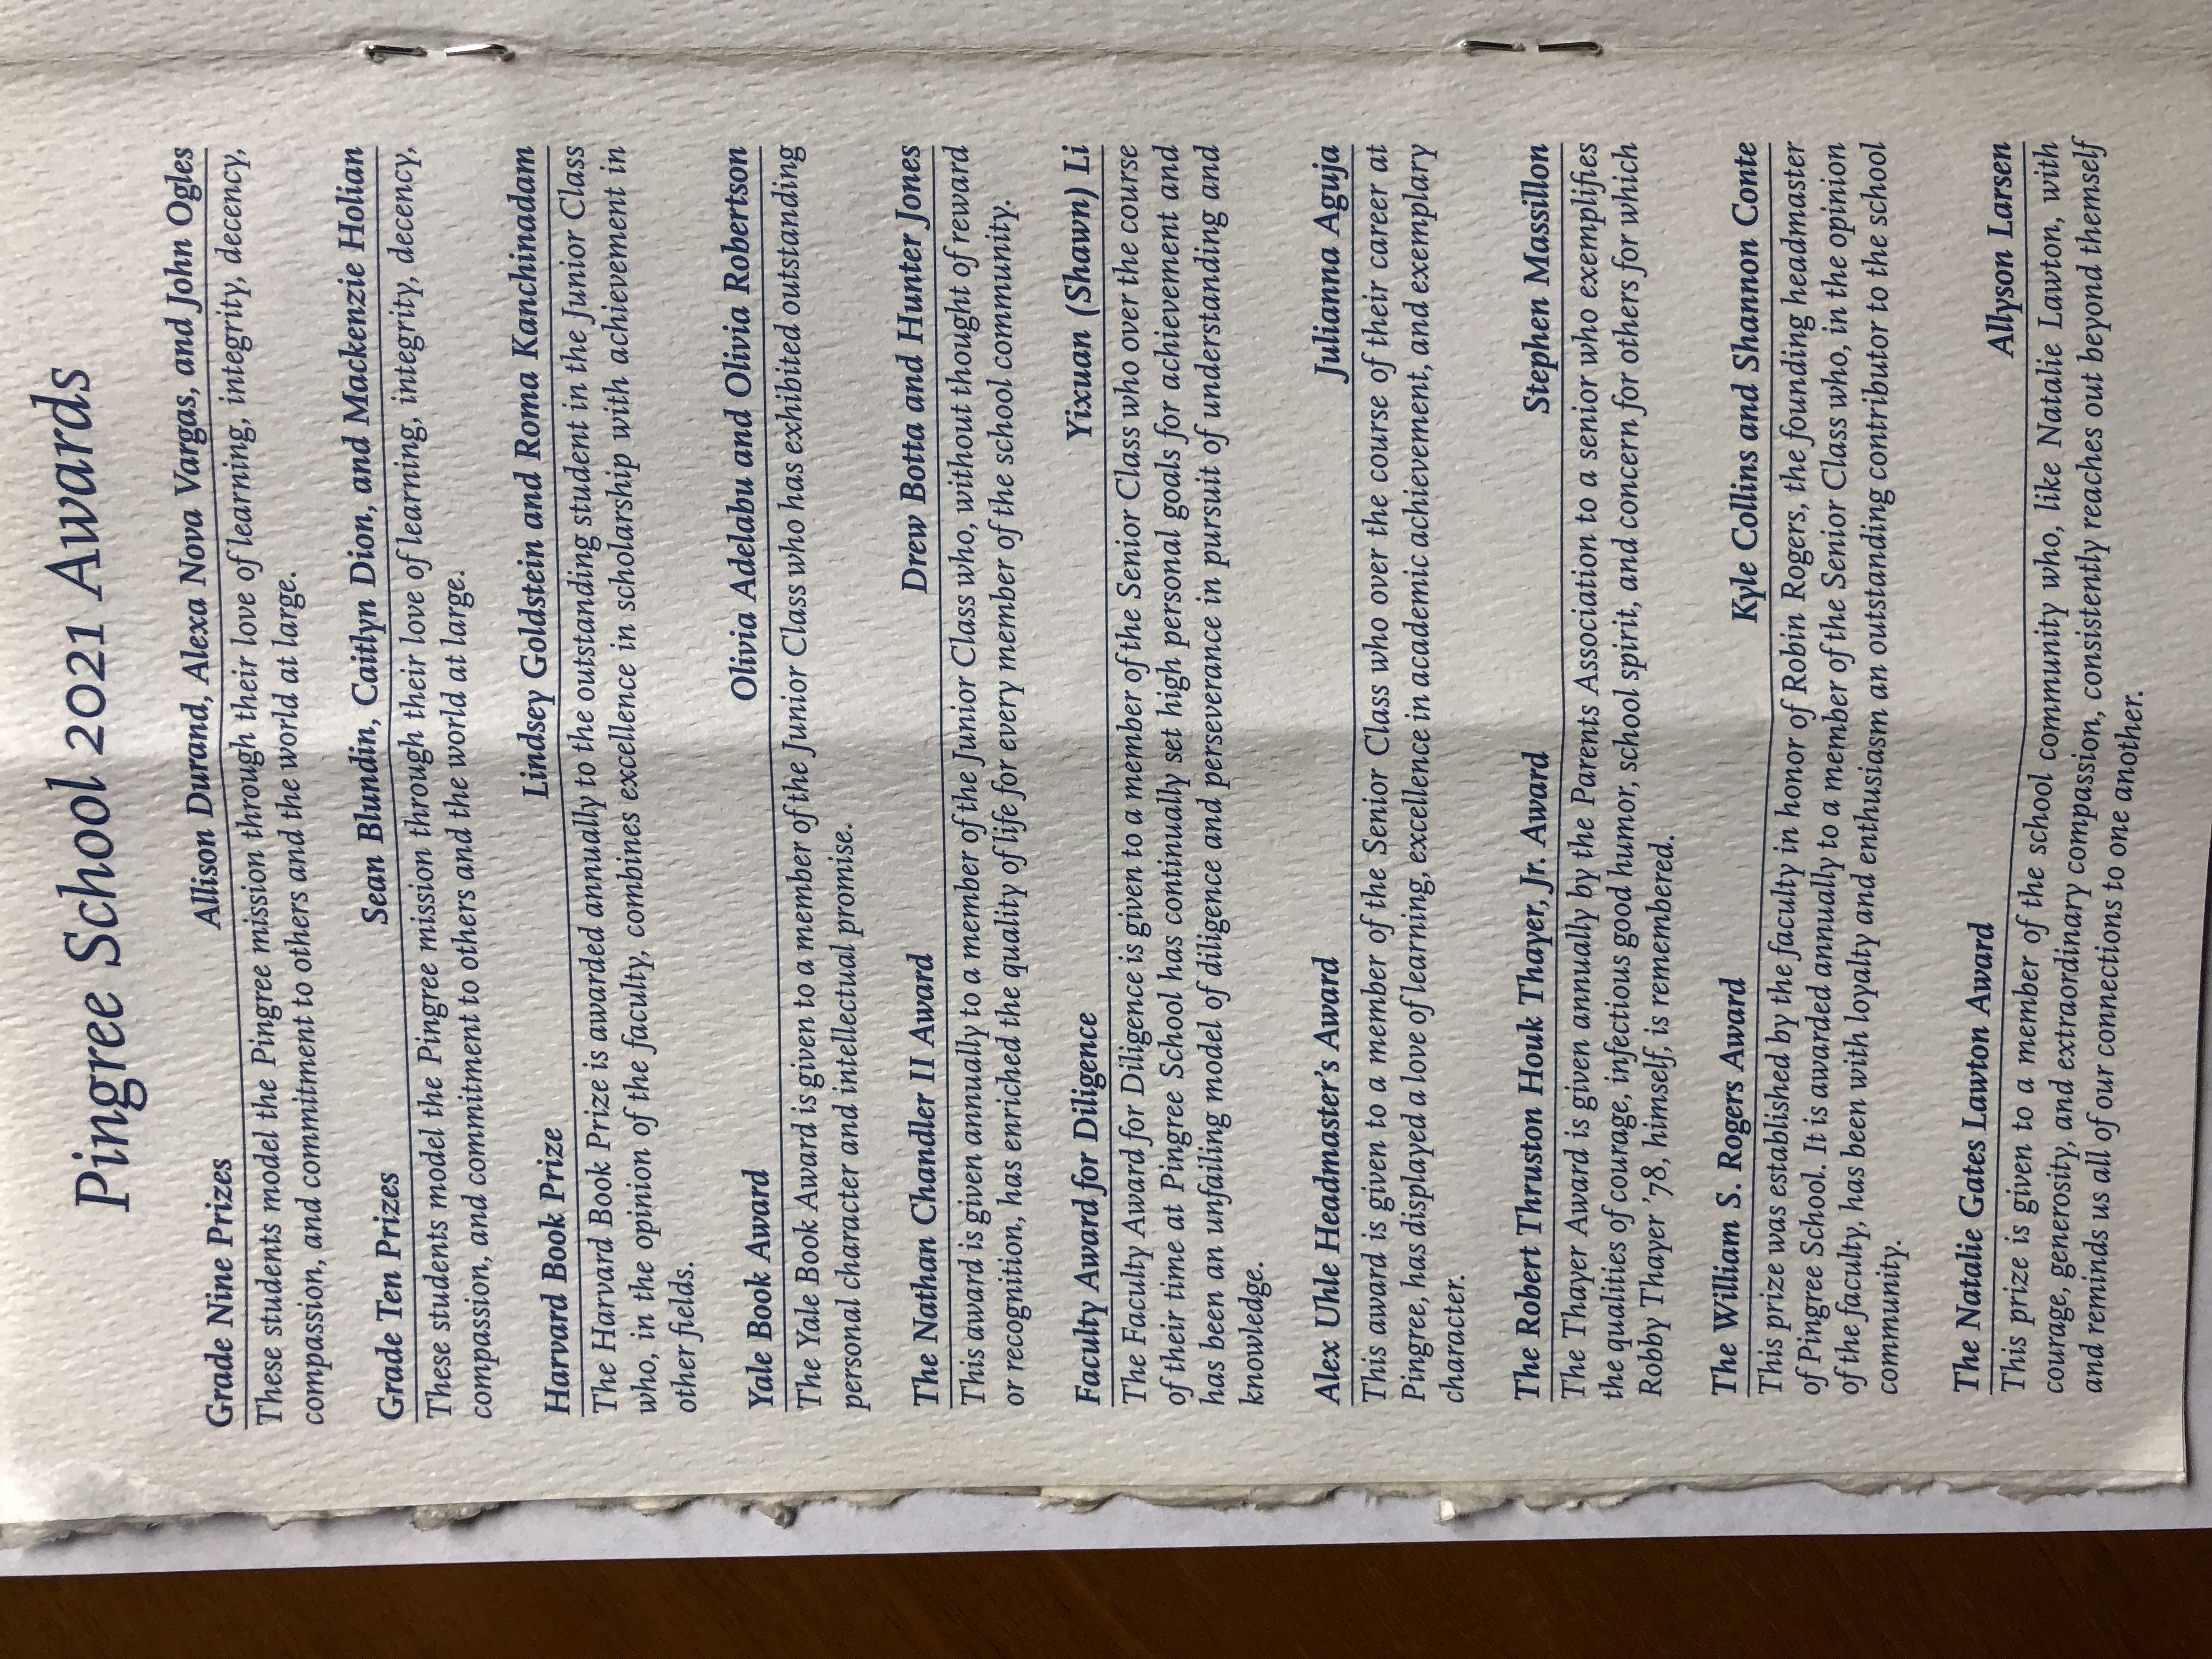 Pingree School 2021 Awards
Grade Nine Prizes Allison Durand, Alexa Nova Vargas, and John Ogles
These students model the Pingree mission through their love of learning, integrity, decency,
compassion, and commitment to others and the world at large.
Grade Ten Prizes Sean Blundin, Caitlyn Dion, and Mackenzie Holian
These students model the Pingree mission through their love of learning, integrity, decency,
compassion, and commitment to others and the world at large.
Harvard Book Prize Lindsey Goldstein and Roma Kanchinadam
The Harvard Book Prize is awarded annually to the outstanding student in the Junior Class
who, in the opinion of the faculty, combines excellence in scholarship with achievement in
other fields.
Yale Book Award Olivia Adelabu and Olivia Robertson
The Yale Book Award is given to a member of the Junior Class who has exhibited outstanding
personal character and intellectual promise.
The Nathan Chandler II Award Drew Botta and Hunter Jones
This award is given annually to a member of the Junior Class who, without thought of reward
or recognition, has enriched the quality of life for every member of the school community.
Faculty Award for Diligence Yixuan (Shawn) Li
The Faculty Award for Diligence is given to a member of the Senior Class who over the course
of their time at Pingree School has continually set high personal goals for achievement and
has been an unfailing model of diligence and perseverance in pursuit of understanding and
knowledge.
Alex Uhle Headmaster's Award Julianna Aguja
This award is given to a member of the Senior Class who over the course of their career at
Pingree, has displayed a love of learning, excellence in academic achievement, and exemplary
character.
The Robert Thruston Houk Thayer, Jr. Award Stephen Massillon
The Thayer Award is given annually by the Parents Association to a senior who exemplifies
the qualities of courage, infectious good humor, school spirit, and concern for others for which
Robby Thayer '78, himself, is remembered.
The William S. Rogers Award Kyle Collins and Shannon Conte
This prize was established by the faculty in honor of Robin Rogers, the founding headmaster
of Pingree School. It is awarded annually to a member of the Senior Class who, in the opinion
of the faculty, has been with loyalty and enthusiasm an outstanding contributor to the school
community.
The Natalie Gates Lawton Award Allyson Larsen
This prize is given to a member of the school community who, like Natalie Lawton, with
courage, generosity, and extraordinary compassion, consistently reaches out beyond themself
and reminds us all of our connections to one another.